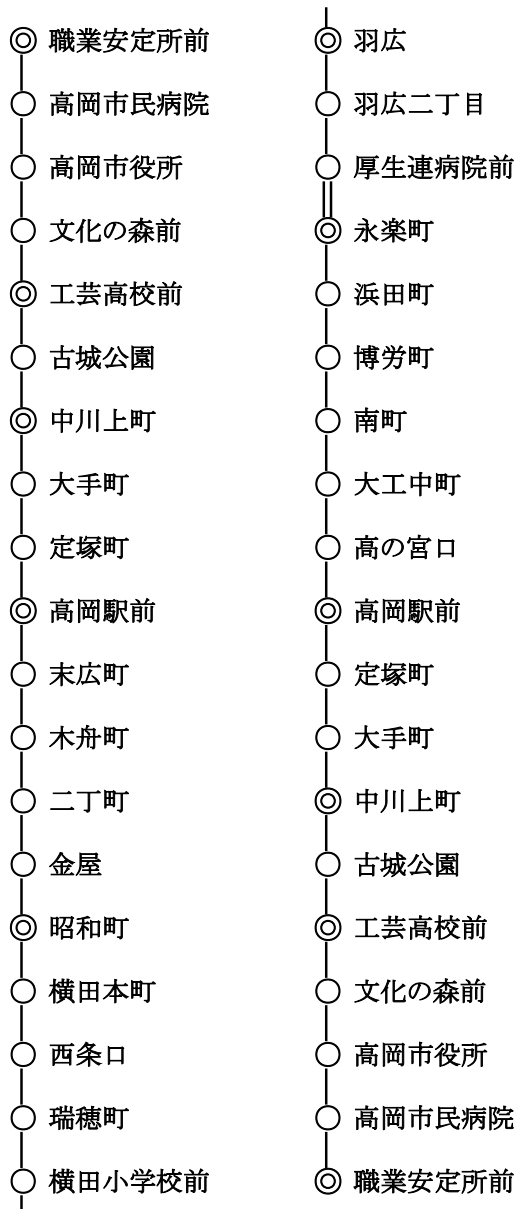 職業安定所前
高岡市民病院
高岡市役所
文化の森前
工芸高校前
古城公園
中川上町
大手町
定塚町
高岡駅前
末広町
木舟町
二丁町
金屋
昭和町
横田本町
西条口
瑞穂町
横田小学校前
羽広
羽広二丁目
厚生連病院前
永楽町
浜田町
博労町
南町
大工中町
高の宮口
高岡駅前
定塚町
大手町
中川上町
古城公園
工芸高校前
文化の森前
高岡市役所
高岡市民病院
職業安定所前